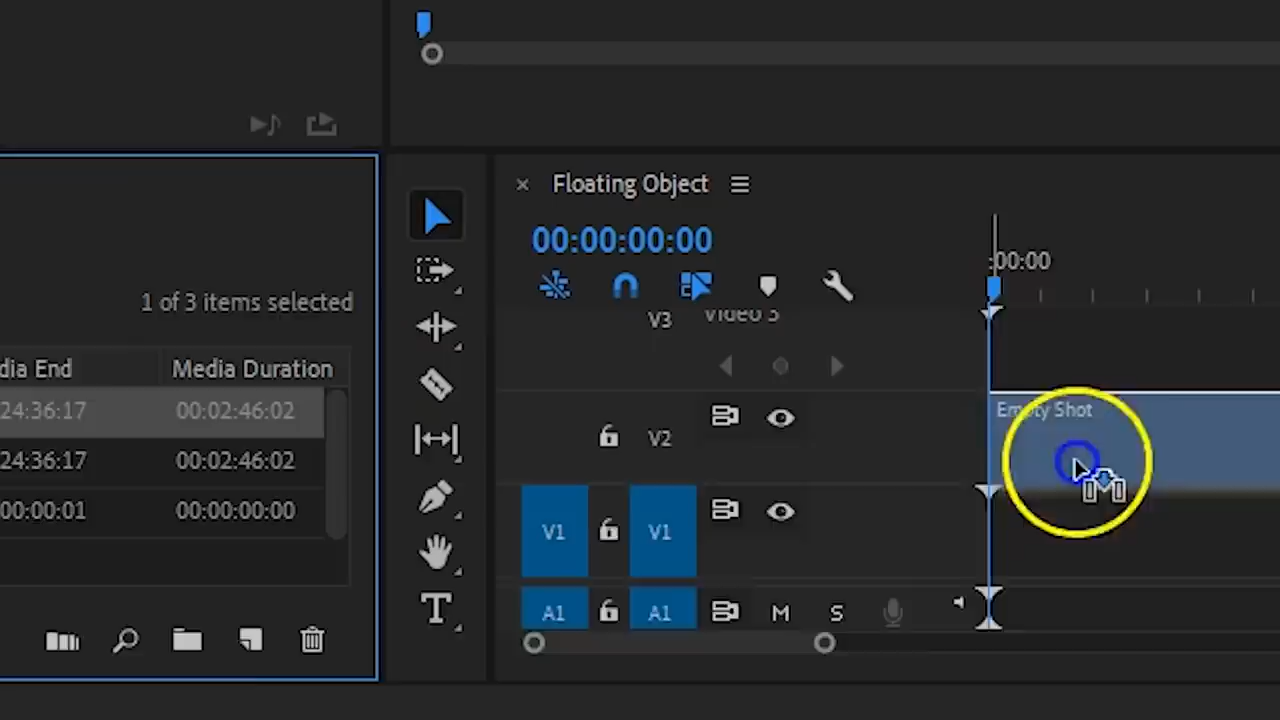 × Floating Object
00:00:00:00
:00:00
1 of 3 items selected
V3 Video 3
dia End Media Duration
24:36:17 00:02:46:02
Empty Shot
V2
24:36:17 00:02:46:02
00:00:01 00:00:00:00
V1 V1
A1 A1 M S